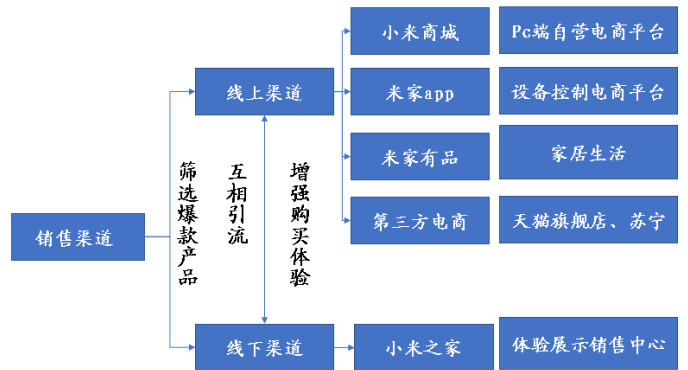 小米商城
Pc端自营电商平台
线上渠道
米家app
设备控制电商平台
米家有品
家居生活
筛选爆款产品
互相引流
增强购买体验
第三方电商
天猫旗舰店、苏宁
销售渠道
线下渠道
小米之家
体验展示销售中心